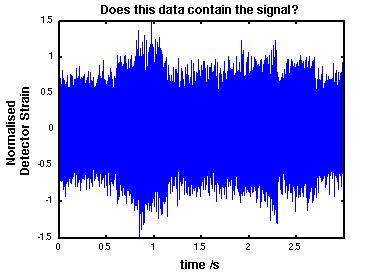 Does this data contain the signal?
1.5
1
0.5
0
-0.5
-1
-1.5
Normalised
Detector Strain
0 0.5 1 1.5 2 2.5
time /s